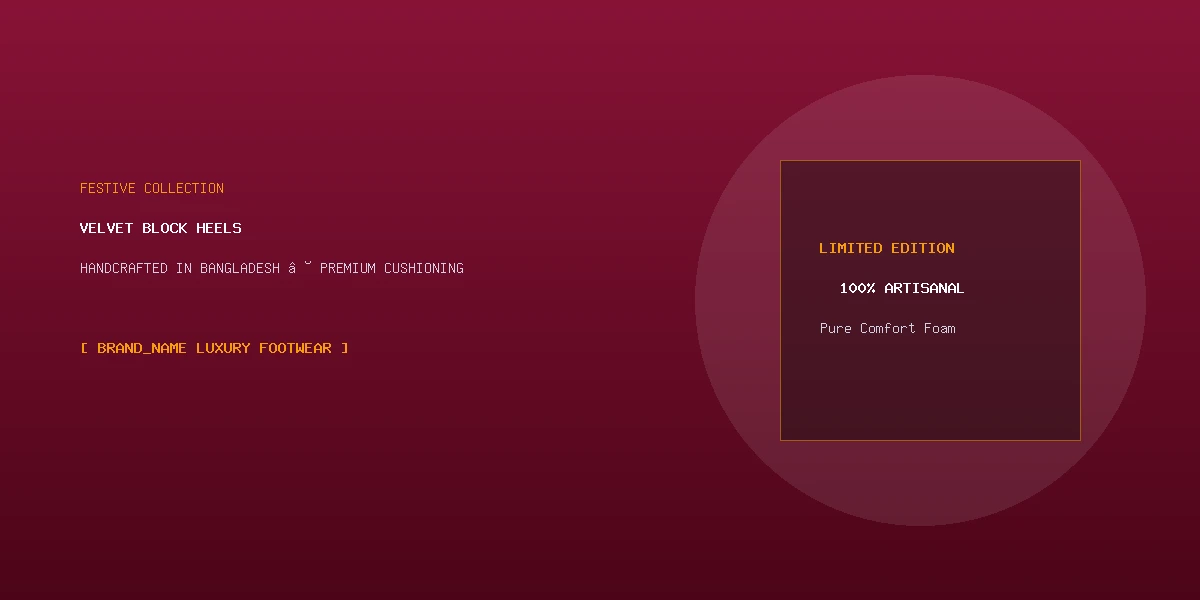 FESTIVE COLLECTION
VELVET BLOCK HEELS
HANDCRAFTED IN BANGLADESH â ˘ PREMIUM CUSHIONING
[ BRAND_NAME LUXURY FOOTWEAR ]
LIMITED EDITION
100% ARTISANAL
Pure Comfort Foam